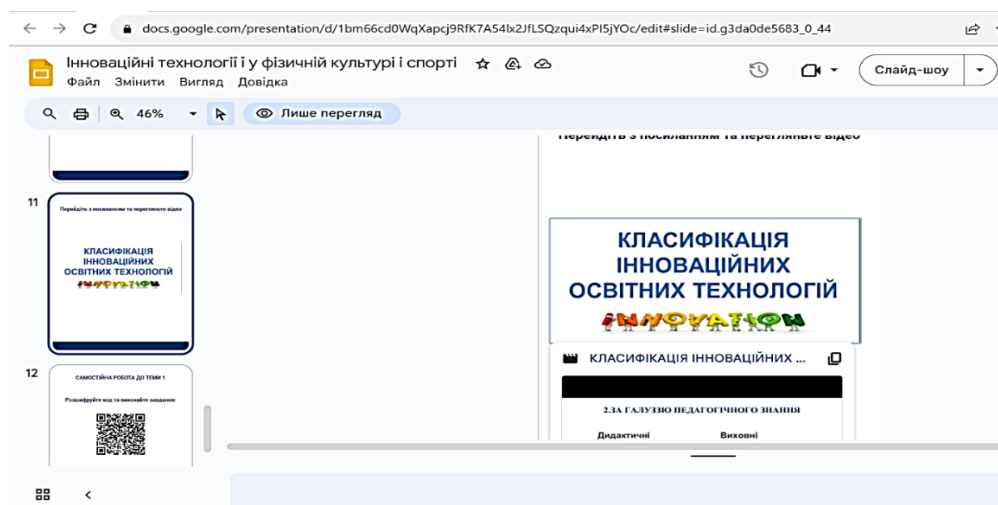 docs.google.com/presentation/d/1bm66cd0WqXapcj9RfK7A54lx2JfLSQzqui4xPI5jYOc/edit#slide=id.g3da0de5683_0_44
Інноваційні технології ї у фізичній культурі і спорті
Файл Змінити Вигляд Довідка
Слайд-шоу
46%
Лише перегляд
11
Перейдіть з посиланням та перегляньте відео
КЛАСИФІКАЦІЯ
ІННОВАЦІЙНИХ
ОСВІТНИХ ТЕХНОЛОГІЙ
INNOVATION
12
САМОСТІЙНА РОБОТА ДО ТЕМИ 1
Розшифруйте код та виконайте завдання:
Перейдіть з посиланням та перегляньте відео
КЛАСИФІКАЦІЯ
ІННОВАЦІЙНИХ
ОСВІТНИХ ТЕХНОЛОГІЙ
INNOVATION
КЛАСИФІКАЦІЯ ІННОВАЦІЙНИХ ...
2.ЗА ГАЛУЗЗЮ ПЕДАГОГІЧНОГО ЗНАННЯ
Дидактичні Виховні